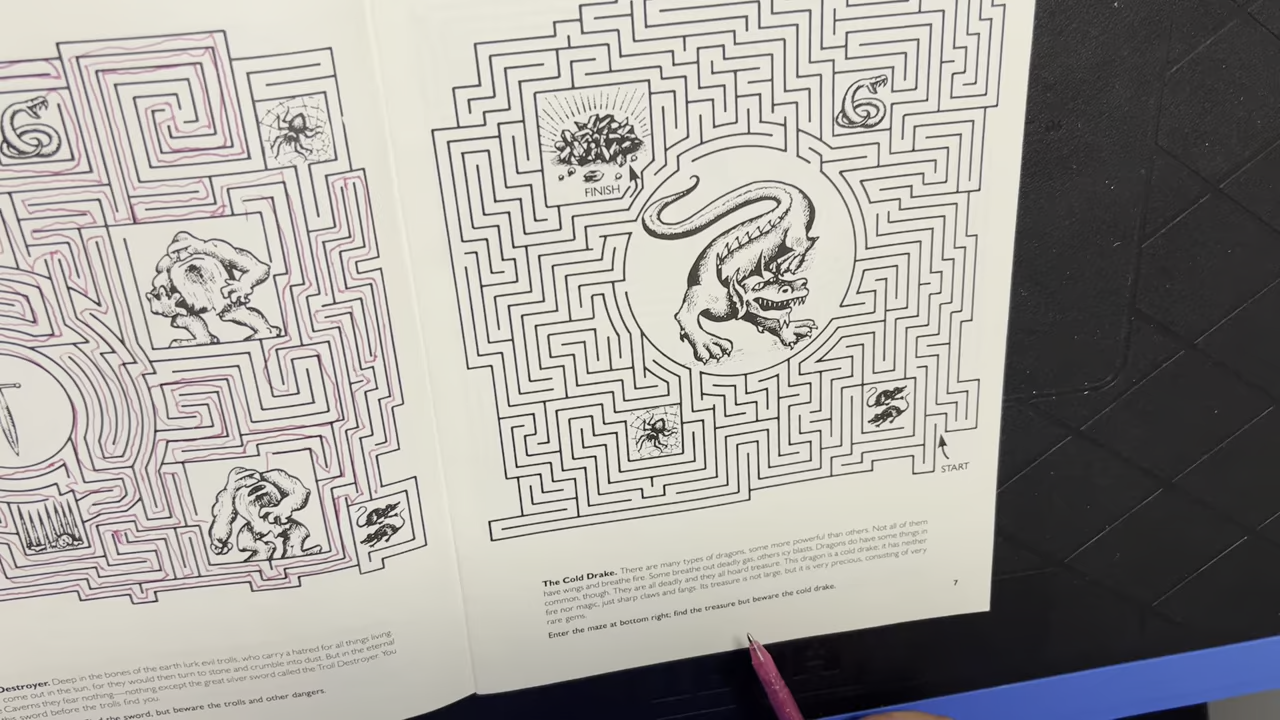 Destroyer. Deep in the bones of the earth lurk evil trolls, who carry a hatred for all things living.
come out in the sun, for they would then turn to stone and crumble into dust. But in the eternal
Caverns they fear nothing—nothing except the great silver sword called the Troll Destroyer. You
this sword before the trolls find you.
the sword, but beware the trolls and other dangers.
FINISH
START
The Cold Drake. There are many types of dragons, some more powerful than others. Not all of them
have wings and breathe fire. Some breathe out deadly gas, others icy blasts. Dragons do have some things in
common, though. They are all deadly and they all hoard treasure. This dragon is a cold drake; it has neither
fire nor magic, just sharp claws and fangs. Its treasure is not large, but it is very precious, consisting of very
rare gems.
Enter the maze at bottom right; find the treasure but beware the cold drake.
7